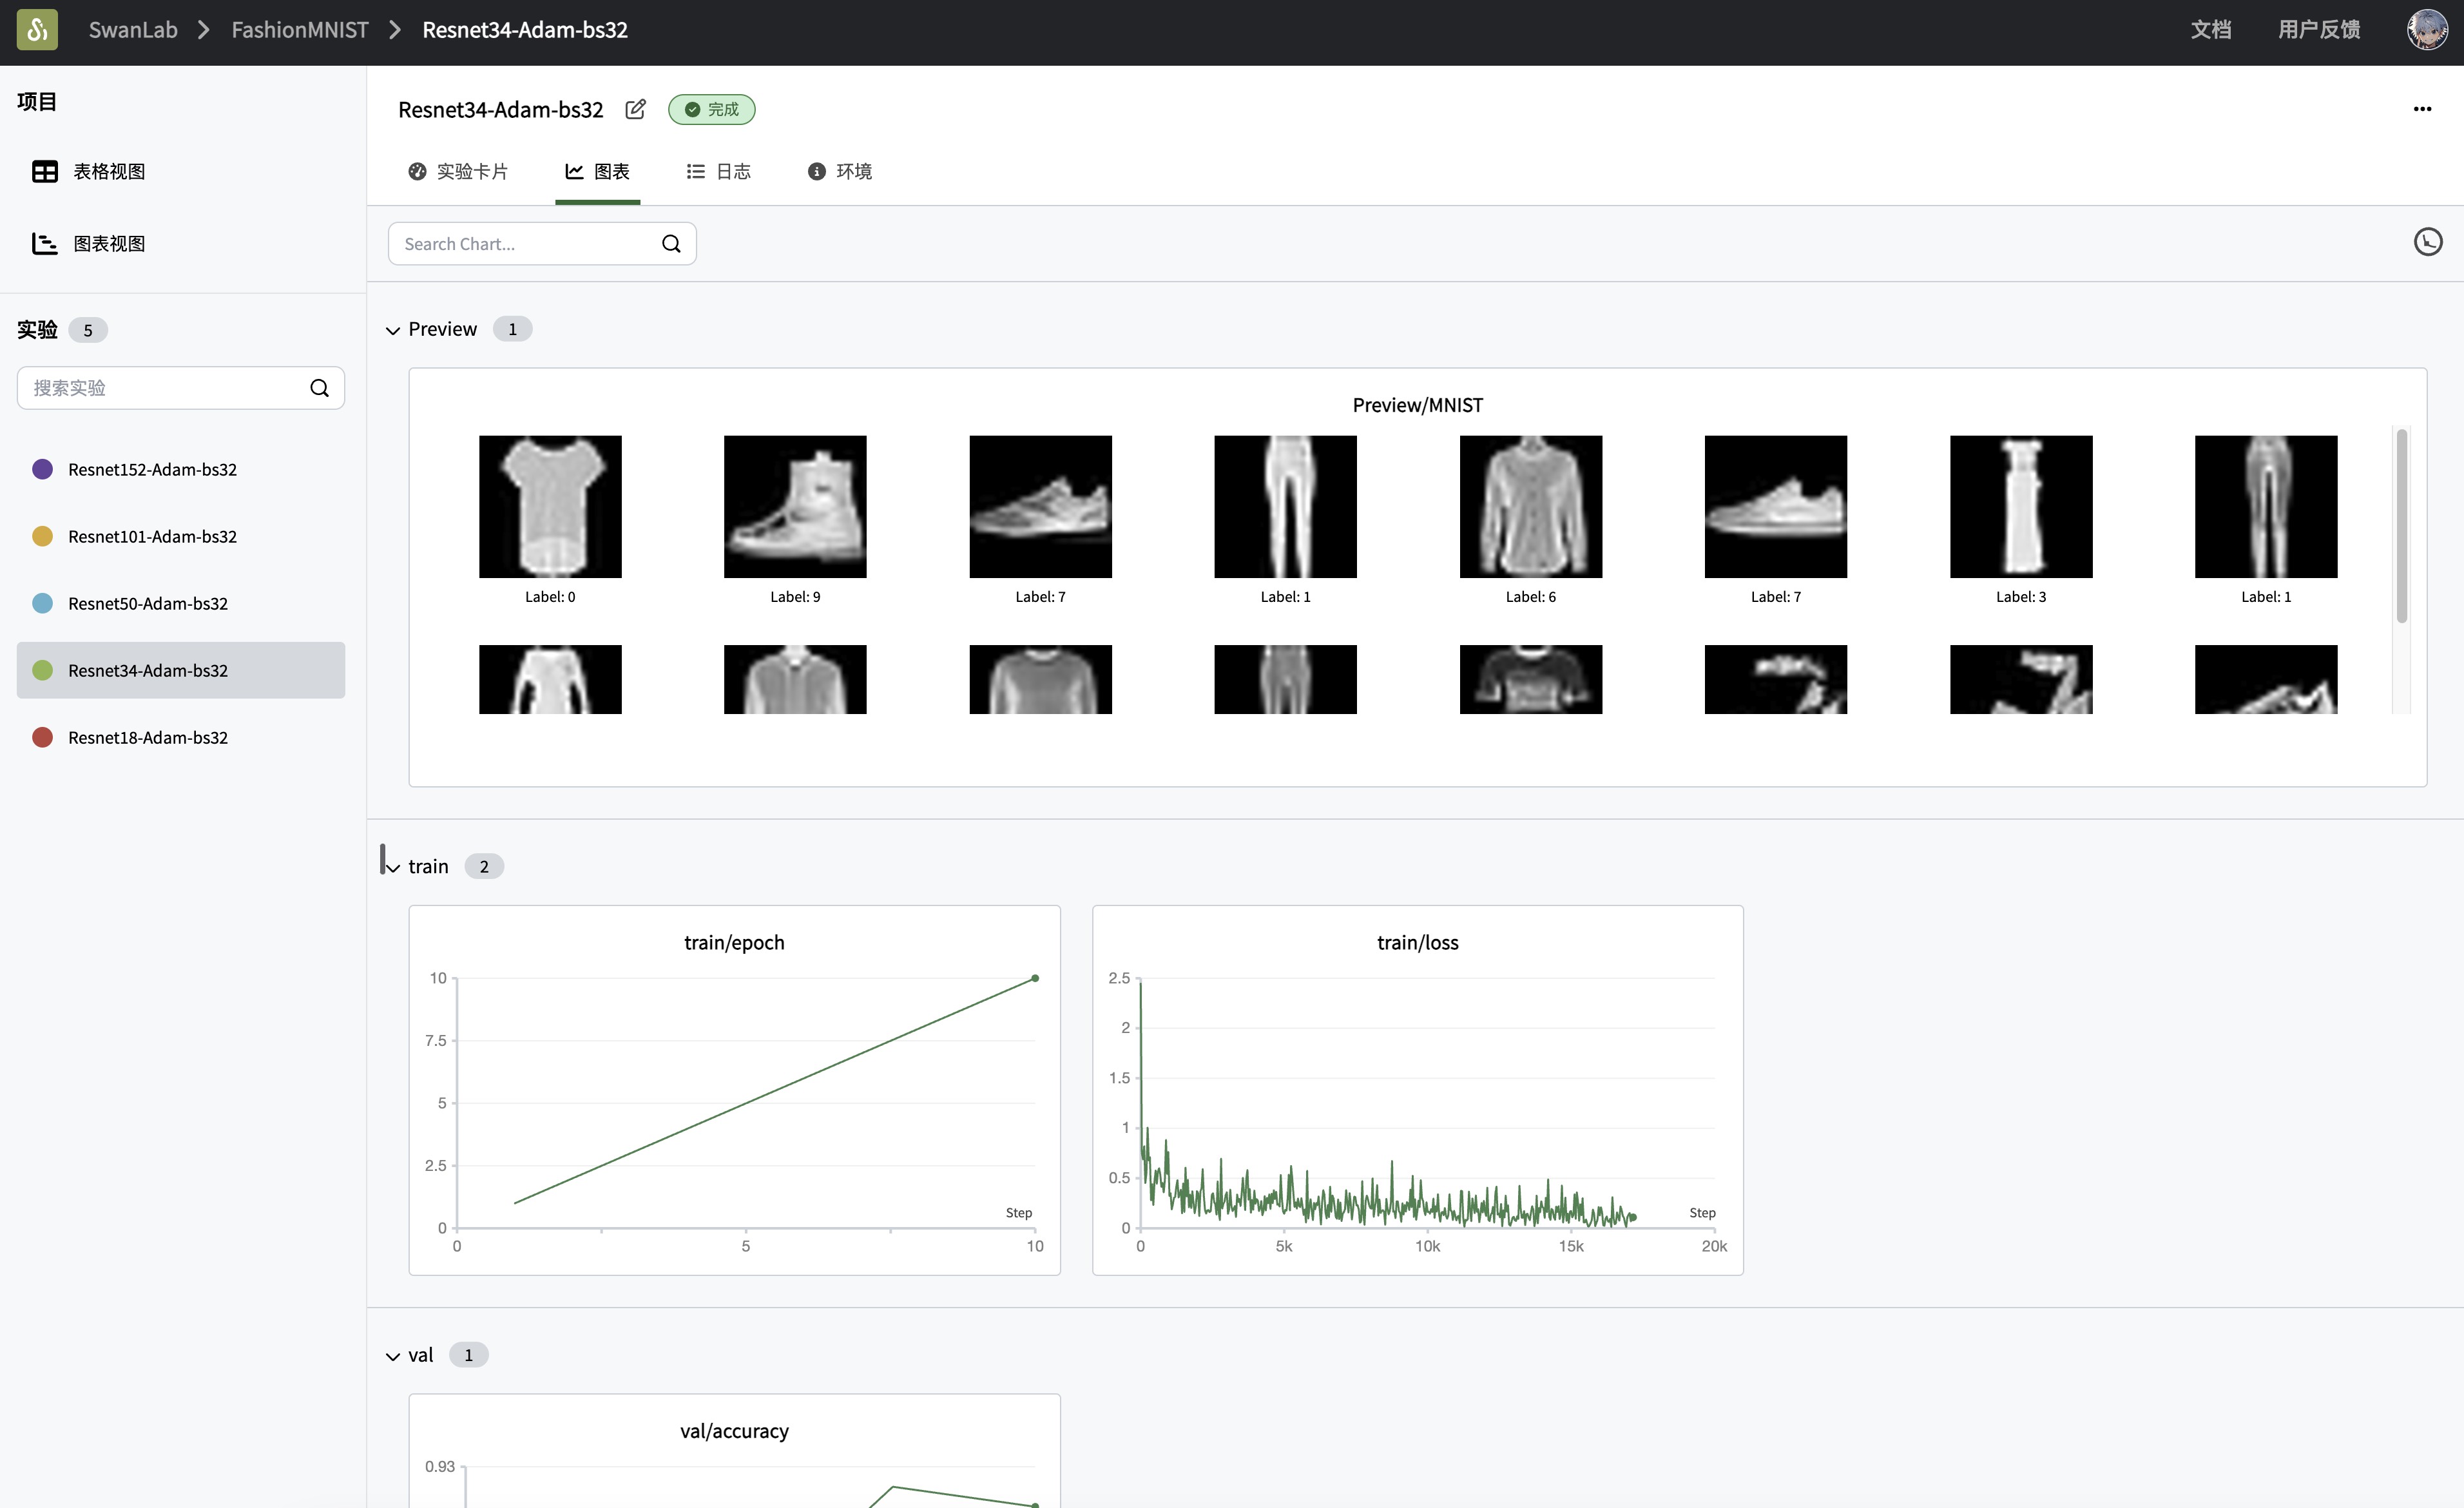 SwanLab > FashionMNIST > Resnet34-Adam-bs32
文档
用户反馈
项目
表格视图
图表视图
实验 5
搜索实验
Resnet152-Adam-bs32
Resnet101-Adam-bs32
Resnet50-Adam-bs32
Resnet34-Adam-bs32
Resnet18-Adam-bs32
Resnet34-Adam-bs32
完成
实验卡片
图表
日志
环境
Search Chart...
Preview 1
Preview/MNIST
Label: 0
Label: 9
Label: 7
Label: 1
Label: 6
Label: 7
Label: 3
Label: 1
train 2
train/epoch
10
7.5
5
2.5
0
Step
0
5
10
train/loss
2.5
2
1.5
1
0.5
0
Step
0
5k
10k
15k
20k
val 1
val/accuracy
0.93